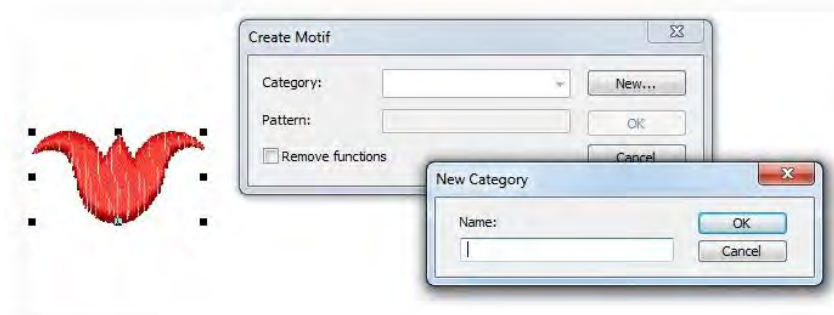 Create Motif
Category:
New...
Pattern:
OK
Remove functions
Cancel
New Category
Name:
OK
Cancel